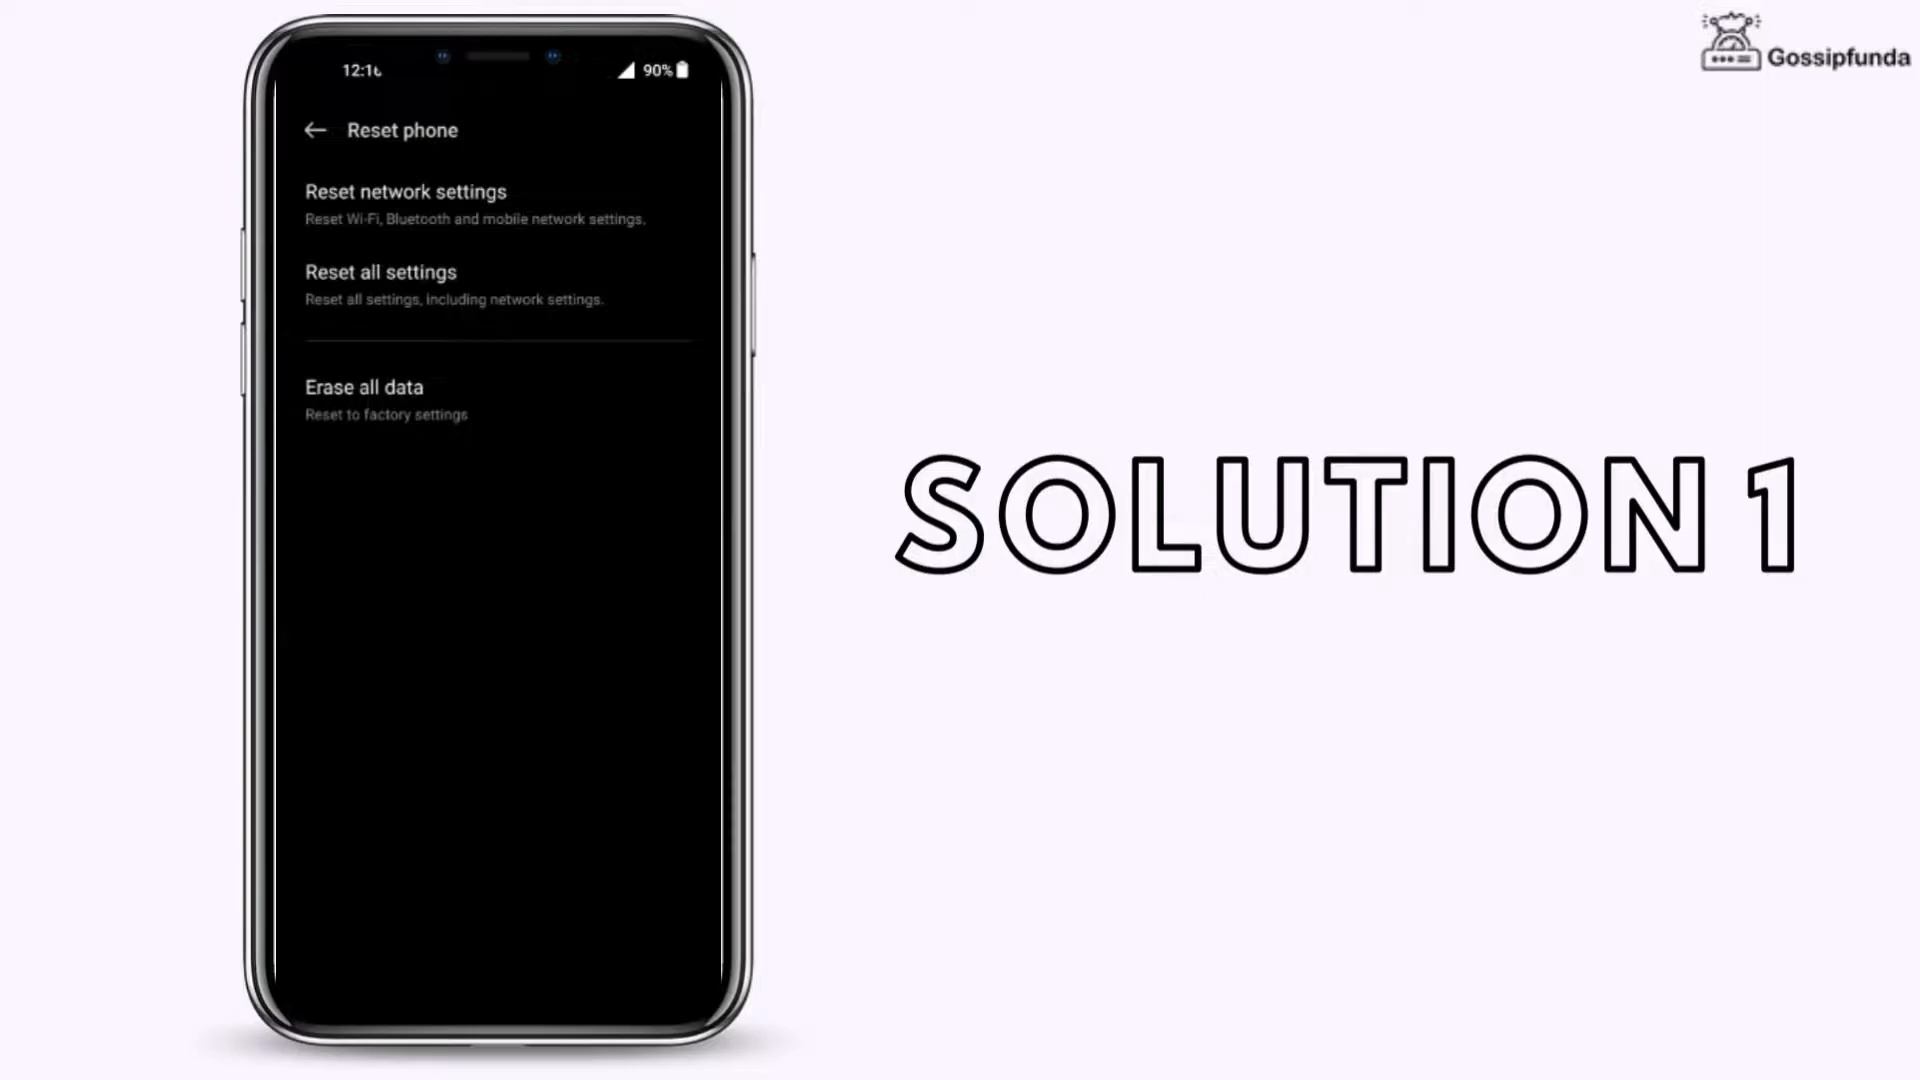 12:16
90%
Reset phone
Reset network settings
Reset Wi-Fi, Bluetooth and mobile network settings.
Reset all settings
Reset all settings, including network settings.
Erase all data
Reset to factory settings
SOLUTION 1
Gossipfunda